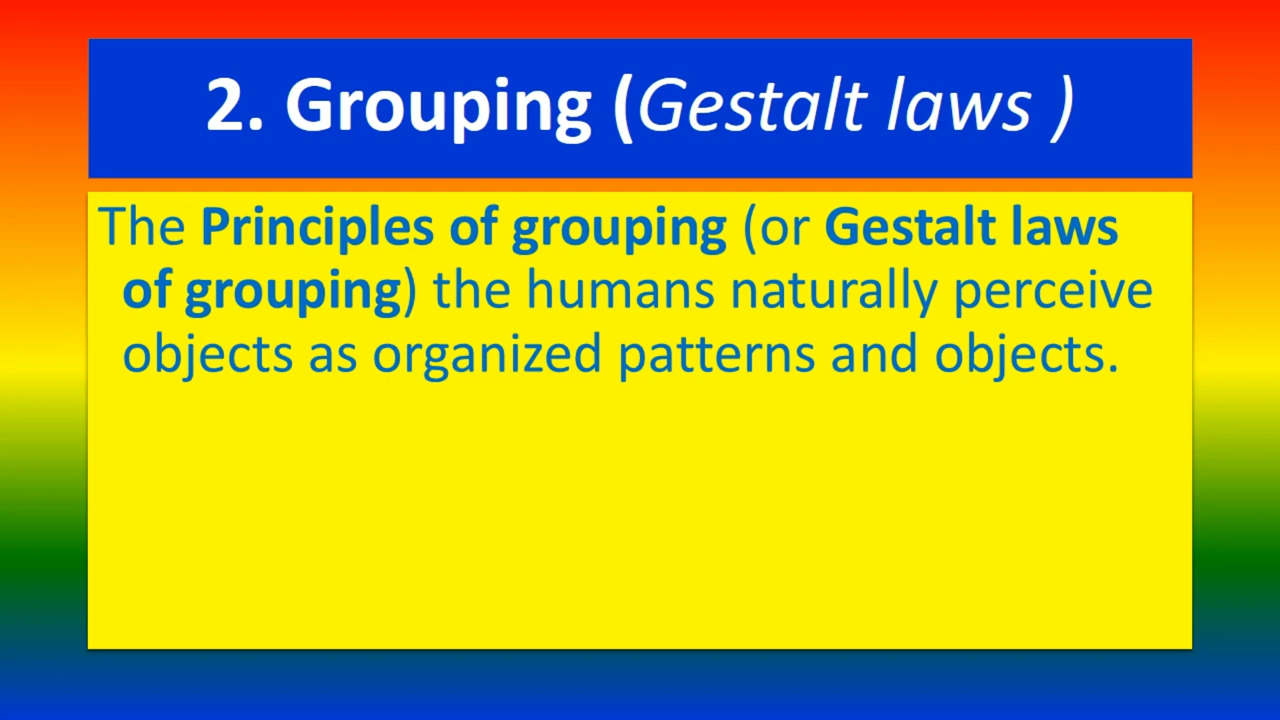 2. Grouping (Gestalt laws )
The Principles of grouping (or Gestalt laws
of grouping) the humans naturally perceive
objects as organized patterns and objects.